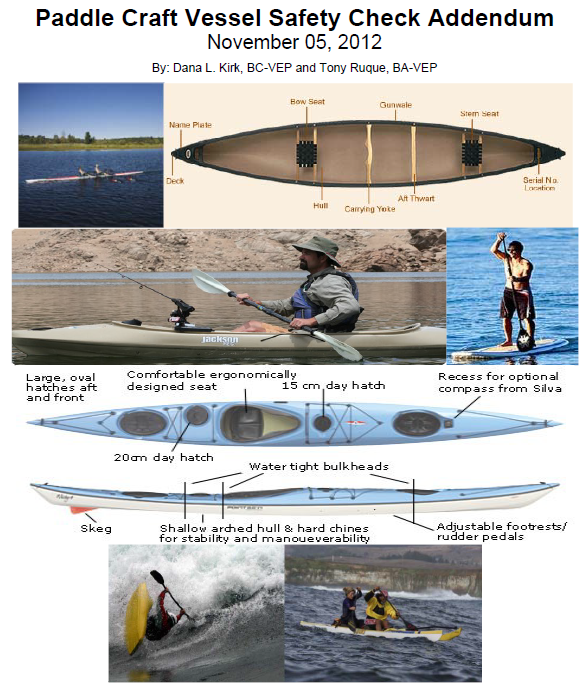 Paddle Craft Vessel Safety Check Addendum
November 05, 2012
By: Dana L. Kirk, BC-VEP and Tony Ruque, BA-VEP
Bow Seat
Gunwale
Stern Seat
Name Plate
Deck
Hull
Carrying Yoke
Aft Thwart
Serial No.
Location
Jackson
Large, oval
hatches aft
and front
Comfortable ergonomically
designed seat
15 cm day hatch
Recess for optional
compass from Silva
20cm day hatch
Water tight bulkheads
Skeg
Shallow arched hull & hard chines
for stability and manoueverability
Adjustable footrests/
rudder pedals